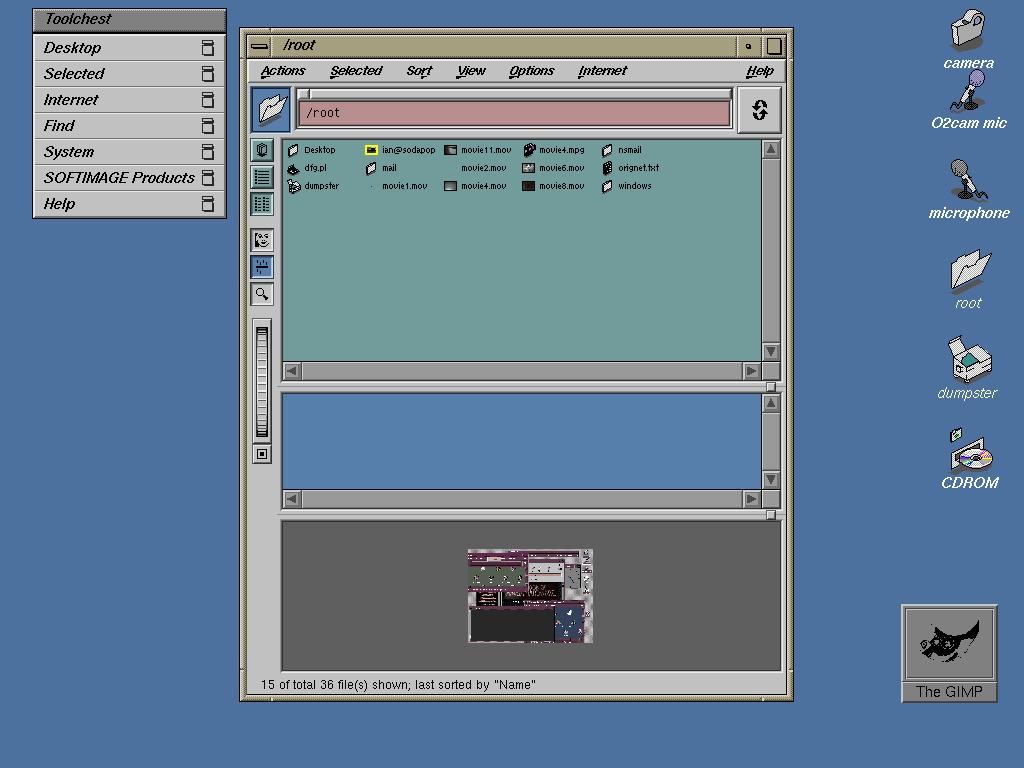 Toolchest
Desktop
Selected
Internet
Find
System
SOFTIMAGE Products
Help
/root
Actions Selected Sort View Options Internet Help
/root
Desktop ian@sodapop movie11.mov movie4.mpg nsmail
dfg.pl mail movie2.mov movie6.mov orignet.txt
dumpster movie1.mov movie4.mov movie8.mov windows
15 of total 36 file(s) shown; last sorted by "Name"
camera
O2cam mic
microphone
root
dumpster
CDROM
The GIMP